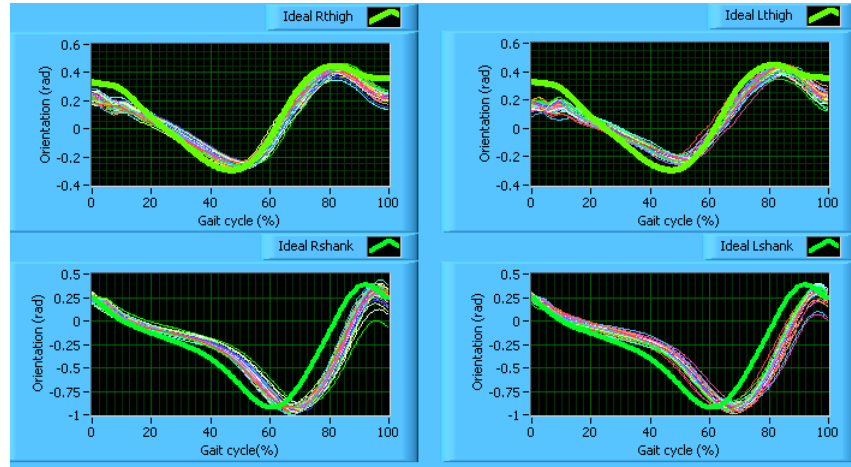 Ideal Rthigh
Orientation (rad)
0.6
0.4
0.2
0
-0.2
-0.4
0 20 40 60 80 100
Gait cycle (%)
Ideal Lthigh
Orientation (rad)
0.6
0.4
0.2
0
-0.2
-0.4
0 20 40 60 80 100
Gait cycle (%)
Ideal Rshank
Orientation (rad)
0.5
0.25
0
-0.25
-0.5
-0.75
-1
0 20 40 60 80 100
Gait cycle(%)
Ideal Lshank
Orientation (rad)
0.5
0.25
0
-0.25
-0.5
-0.75
-1
0 20 40 60 80 100
Gait cycle (%)